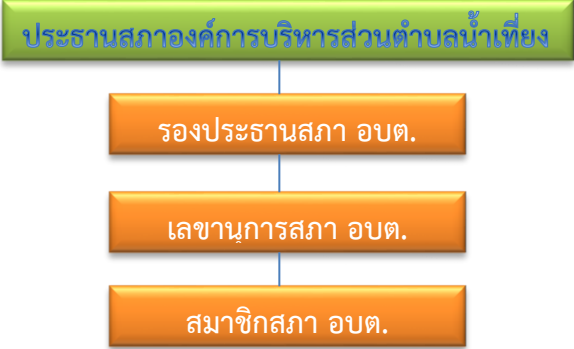 ประธานสภาองค์การบริหารส่วนตำบลน้ำเที่ยง
รองประธานสภา อบต.
เลขานุการสภา อบต.
สมาชิกสภา อบต.